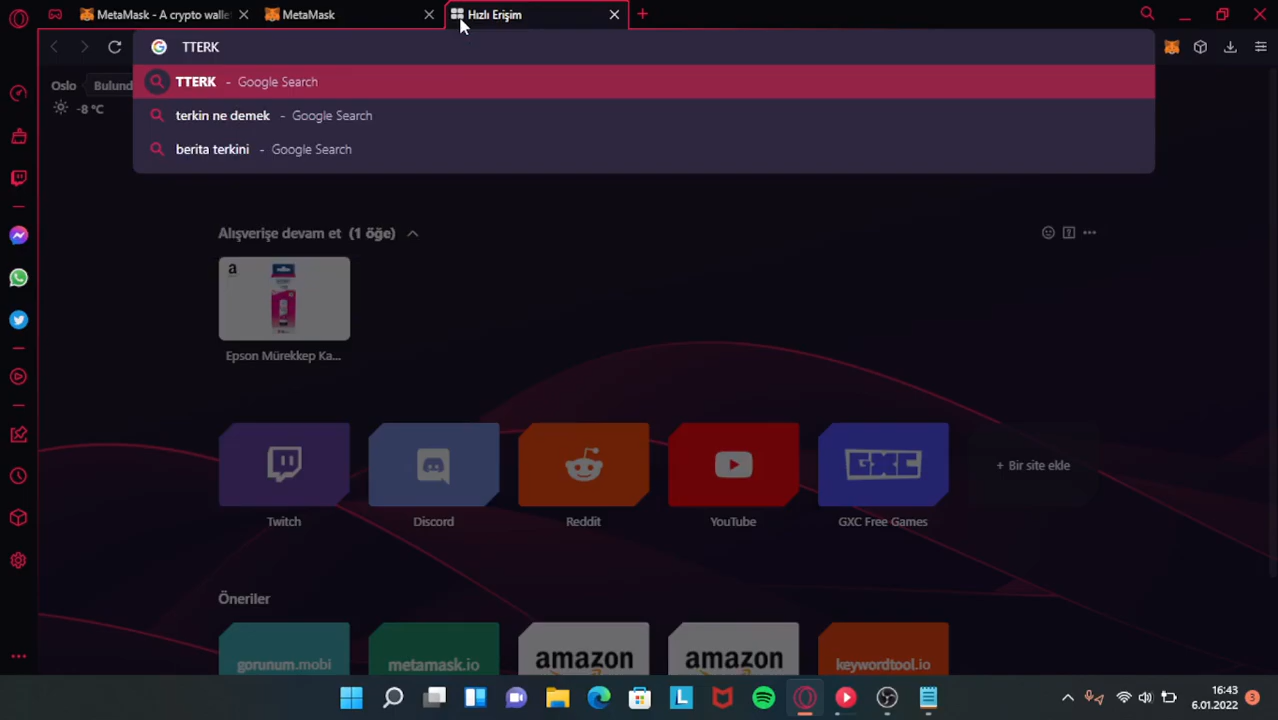 MetaMask - A crypto wallet
MetaMask
Hızlı Erişim
TTERK
TTERK - Google Search
terkin ne demek - Google Search
berita terkini - Google Search
Oslo
Bulund
-8 °C
Alışverişe devam et (1 öğe)
a
Epson Mürekkep Ka...
GXC
+ Bir site ekle
Twitch
Discord
Reddit
YouTube
GXC Free Games
Öneriler
gorunum.mobi
metamask.io
amazon
amazon
keywordtool.io
L
16:43
6.01.2022
3